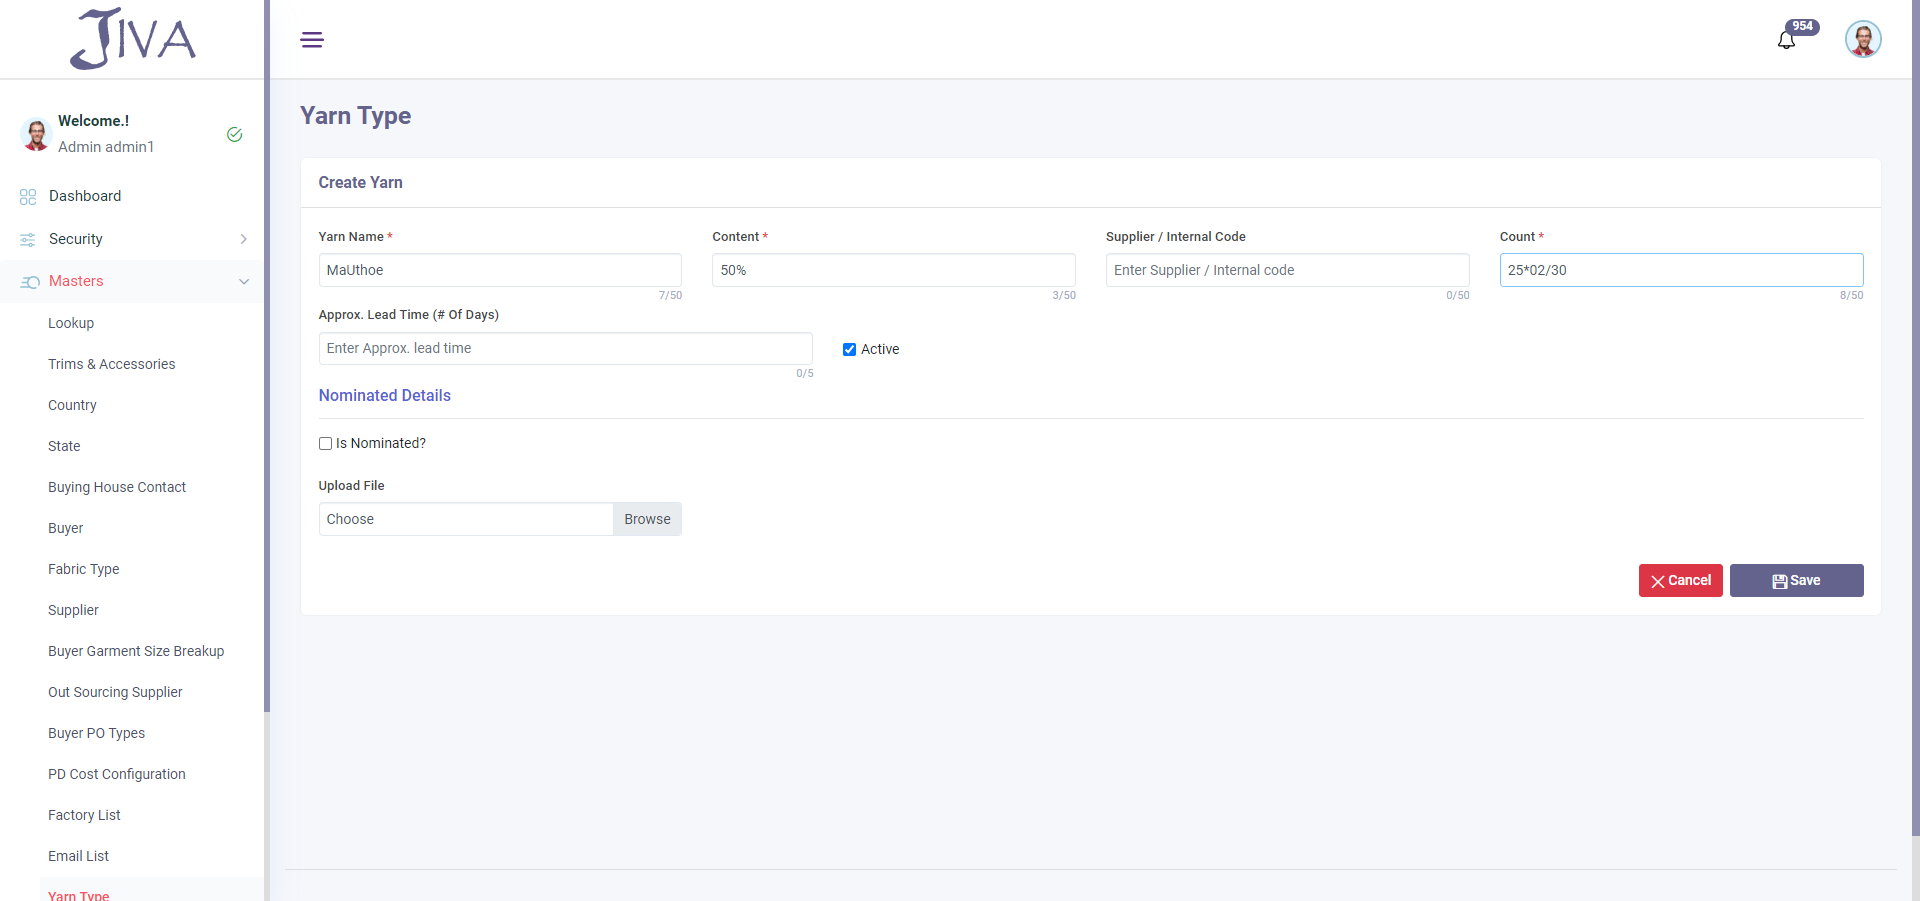 JIVA
954
Welcome.!
Admin admin1
Dashboard
Security
Masters
Lookup
Trims & Accessories
Country
State
Buying House Contact
Buyer
Fabric Type
Supplier
Buyer Garment Size Breakup
Out Sourcing Supplier
Buyer PO Types
PD Cost Configuration
Factory List
Email List
Yarn Type
Yarn Type
Create Yarn
Yarn Name * Content * Supplier / Internal Code Count *
MaUthoe 50% Enter Supplier / Internal code 25*02/30
7/50 3/50 0/50 8/50
Approx. Lead Time (# Of Days)
Enter Approx. lead time Active
0/5
Nominated Details
Is Nominated?
Upload File
Choose Browse
Cancel Save